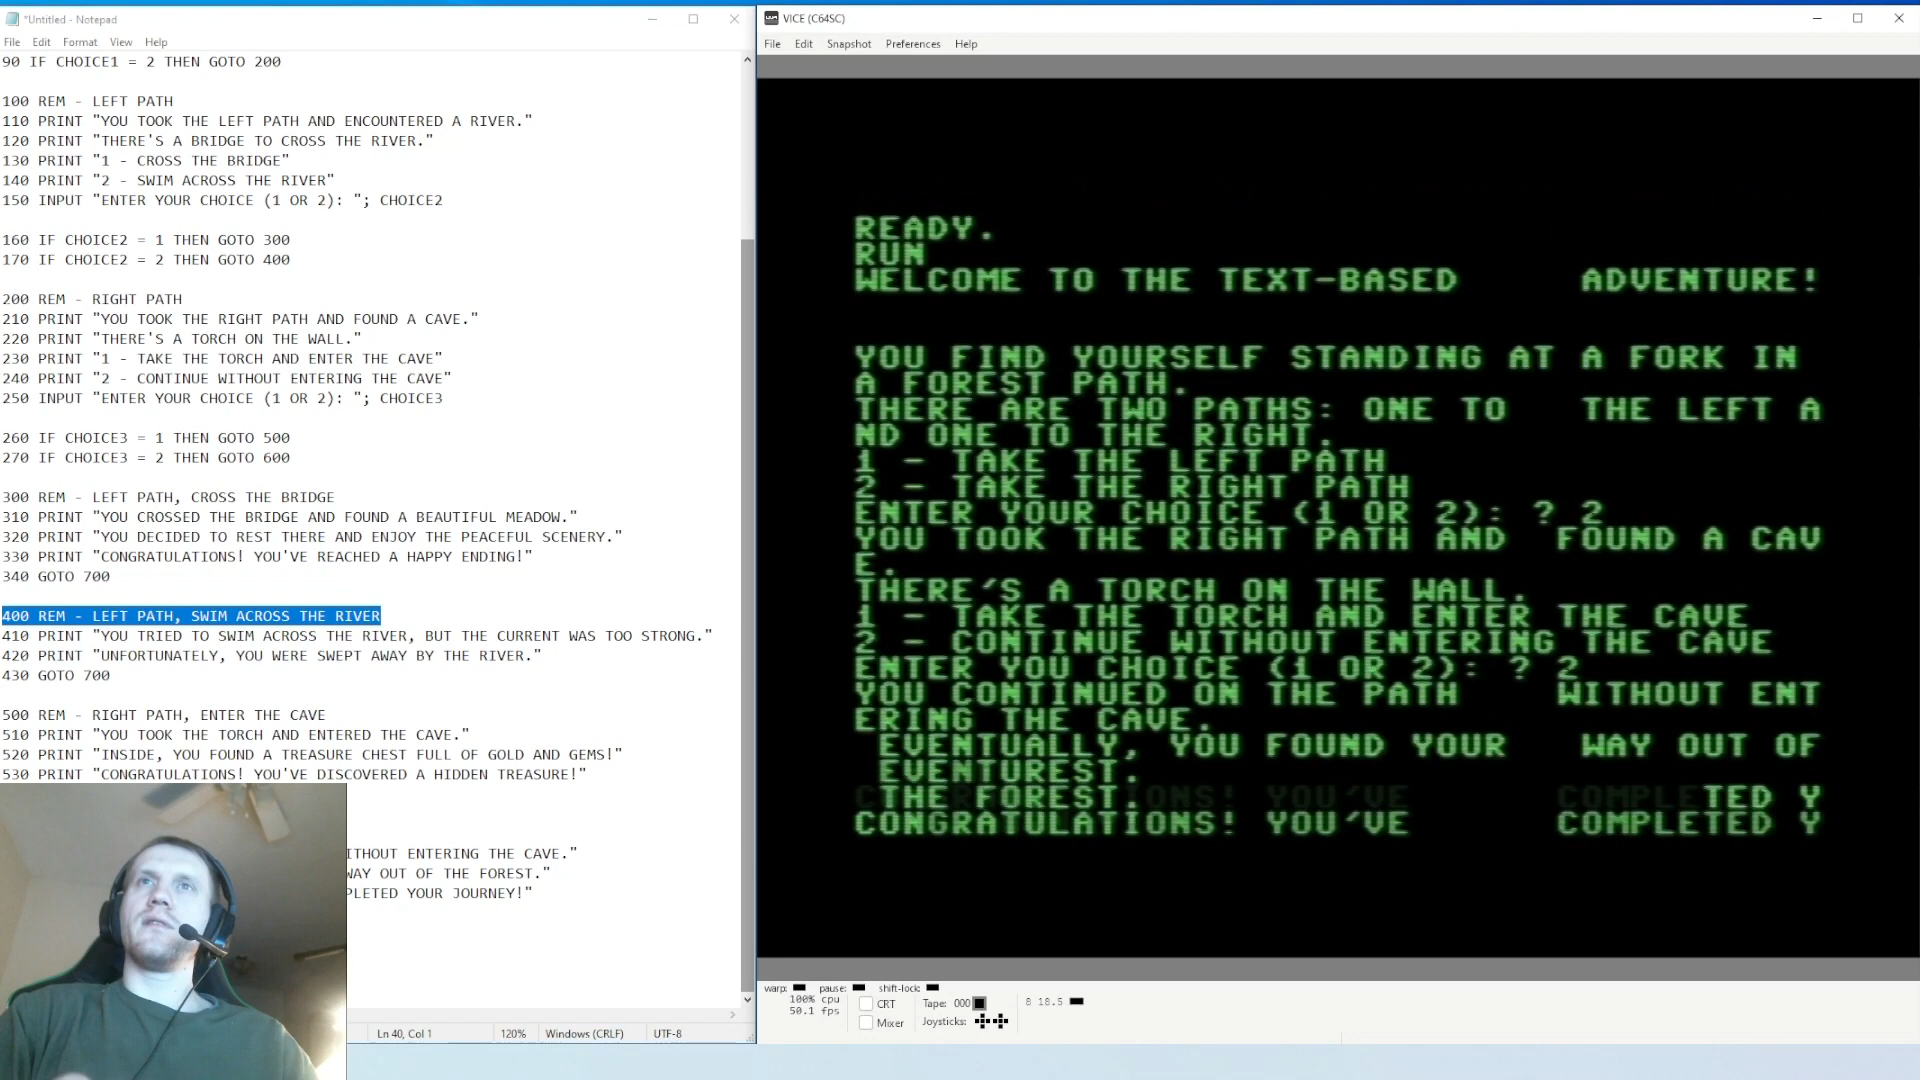 *Untitled - Notepad
File Edit Format View Help
90 IF CHOICE1 = 2 THEN GOTO 200
100 REM - LEFT PATH
110 PRINT "YOU TOOK THE LEFT PATH AND ENCOUNTERED A RIVER."
120 PRINT "THERE'S A BRIDGE TO CROSS THE RIVER."
130 PRINT "1 - CROSS THE BRIDGE"
140 PRINT "2 - SWIM ACROSS THE RIVER"
150 INPUT "ENTER YOUR CHOICE (1 OR 2): "; CHOICE2
160 IF CHOICE2 = 1 THEN GOTO 300
170 IF CHOICE2 = 2 THEN GOTO 400
200 REM - RIGHT PATH
210 PRINT "YOU TOOK THE RIGHT PATH AND FOUND A CAVE."
220 PRINT "THERE'S A TORCH ON THE WALL."
230 PRINT "1 - TAKE THE TORCH AND ENTER THE CAVE"
240 PRINT "2 - CONTINUE WITHOUT ENTERING THE CAVE"
250 INPUT "ENTER YOUR CHOICE (1 OR 2): "; CHOICE3
260 IF CHOICE3 = 1 THEN GOTO 500
270 IF CHOICE3 = 2 THEN GOTO 600
300 REM - LEFT PATH, CROSS THE BRIDGE
310 PRINT "YOU CROSSED THE BRIDGE AND FOUND A BEAUTIFUL MEADOW."
320 PRINT "YOU DECIDED TO REST THERE AND ENJOY THE PEACEFUL SCENERY."
330 PRINT "CONGRATULATIONS! YOU'VE REACHED A HAPPY ENDING!"
340 GOTO 700
400 REM - LEFT PATH, SWIM ACROSS THE RIVER
410 PRINT "YOU TRIED TO SWIM ACROSS THE RIVER, BUT THE CURRENT WAS TOO STRONG."
420 PRINT "UNFORTUNATELY, YOU WERE SWEPT AWAY BY THE RIVER."
430 GOTO 700
500 REM - RIGHT PATH, ENTER THE CAVE
510 PRINT "YOU TOOK THE TORCH AND ENTERED THE CAVE."
520 PRINT "INSIDE, YOU FOUND A TREASURE CHEST FULL OF GOLD AND GEMS!"
530 PRINT "CONGRATULATIONS! YOU'VE DISCOVERED A HIDDEN TREASURE!"
ITHOUT ENTERING THE CAVE."
WAY OUT OF THE FOREST."
PLETED YOUR JOURNEY!"
Ln 40, Col 1 120% Windows (CRLF) UTF-8
VICE (C64SC)
File Edit Snapshot Preferences Help
READY.
RUN
WELCOME TO THE TEXT-BASED ADVENTURE!
YOU FIND YOURSELF STANDING AT A FORK IN
A FOREST PATH.
THERE ARE TWO PATHS: ONE TO THE LEFT A
ND ONE TO THE RIGHT.
1 - TAKE THE LEFT PATH
2 - TAKE THE RIGHT PATH
ENTER YOUR CHOICE (1 OR 2): ? 2
YOU TOOK THE RIGHT PATH AND FOUND A CAV
E.
THERE'S A TORCH ON THE WALL.
1 - TAKE THE TORCH AND ENTER THE CAVE
2 - CONTINUE WITHOUT ENTERING THE CAVE
ENTER YOU CHOICE (1 OR 2): ? 2
YOU CONTINUED ON THE PATH WITHOUT ENT
ERING THE CAVE.
EVENTUALLY, YOU FOUND YOUR WAY OUT OF
THE FOREST.
CONGRATULATIONS! YOU'VE COMPLETED Y
warp: pause: shift-lock:
100% cpu
50.1 fps
CRT
Mixer
Tape: 000
Joysticks:
8 18.5